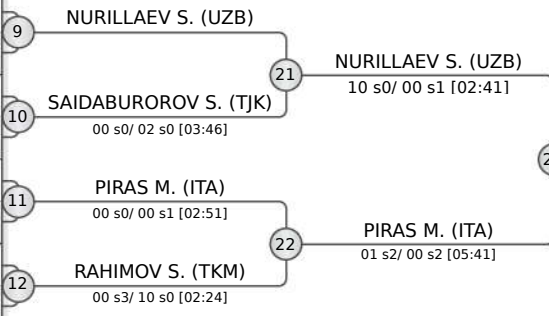 9
NURILLAEV S. (UZB)
21
NURILLAEV S. (UZB)
10 s0/ 00 s1 [02:41]
10
SAIDABUROROV S. (TJK)
00 s0/ 02 s0 [03:46]
11
PIRAS M. (ITA)
00 s0/ 00 s1 [02:51]
22
PIRAS M. (ITA)
01 s2/ 00 s2 [05:41]
12
RAHIMOV S. (TKM)
00 s3/ 10 s0 [02:24]